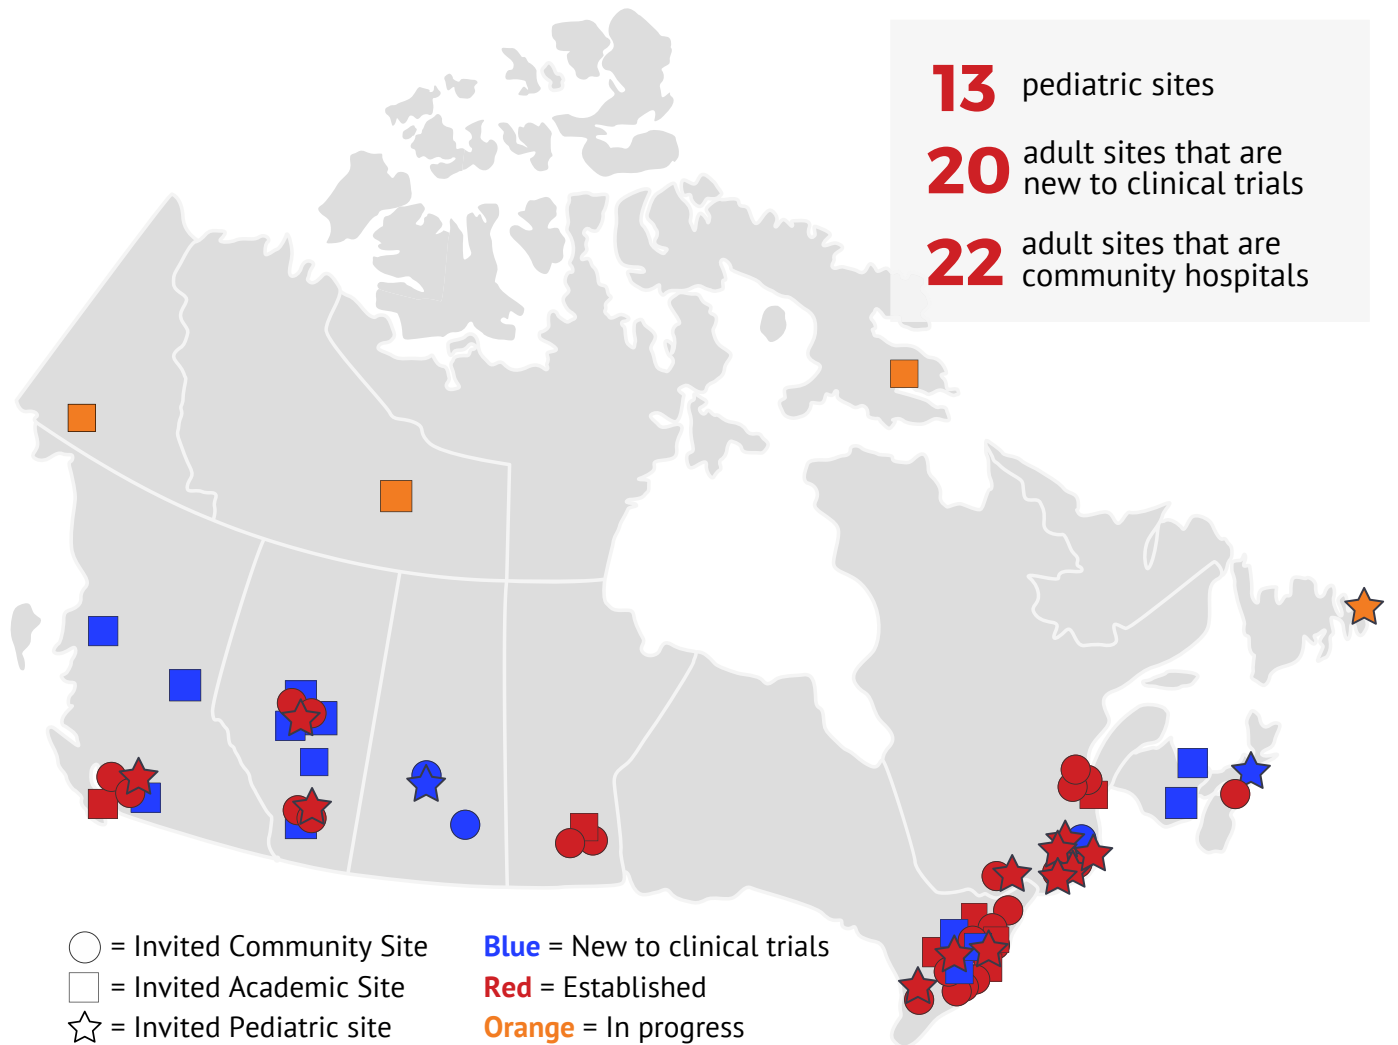 13 pediatric sites
20 adult sites that are
new to clinical trials
22 adult sites that are
community hospitals
= Invited Community Site
= Invited Academic Site
= Invited Pediatric site
Blue = New to clinical trials
Red = Established
Orange = In progress